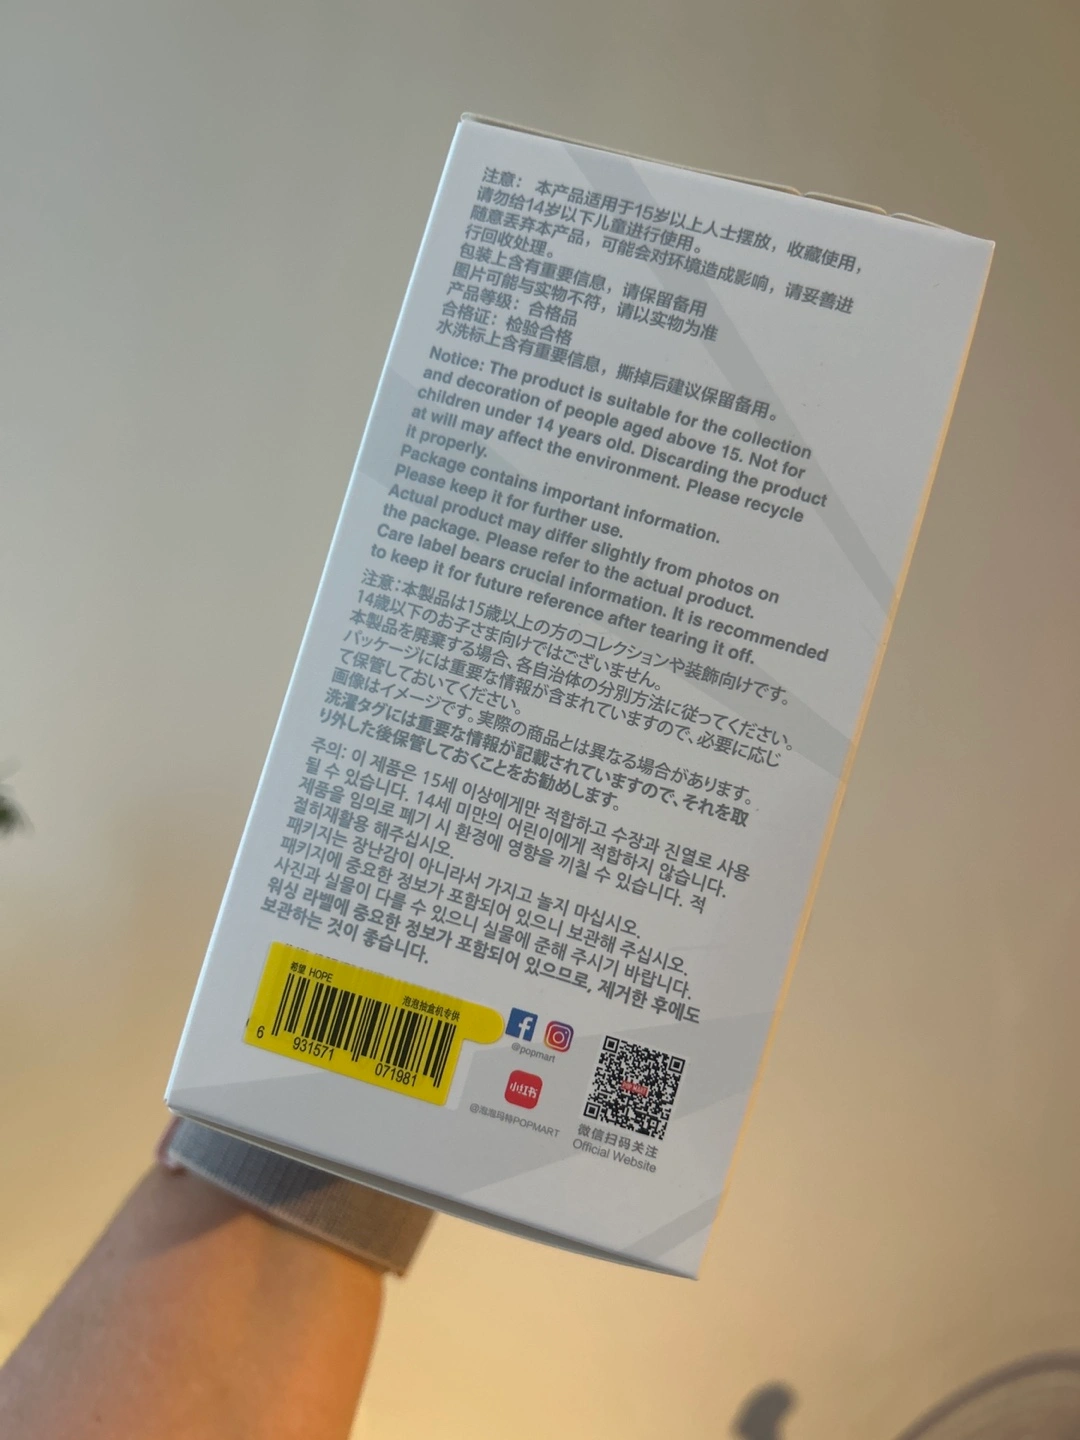 注意： 本产品适用于15岁以上人士摆放，收藏使用，
请勿给14岁以下儿童进行使用。
随意丢弃本产品，可能会对环境造成影响，请妥善进
行回收处理。
包装上含有重要信息，请保留备用
图片可能与实物不符，请以实物为准
产品等级：合格品
合格证：检验合格
水洗标上含有重要信息，撕掉后建议保留备用。
Notice: The product is suitable for the collection
and decoration of people aged above 15. Not for
children under 14 years old. Discarding the product
at will may affect the environment. Please recycle
it properly.
Package contains important information.
Please keep it for further use.
Actual product may differ slightly from photos on
the package. Please refer to the actual product.
Care label bears crucial information. It is recommended
to keep it for future reference after tearing it off.
注意：本製品は15歳以上の方のコレクションや装飾向けです。
14歳以下のお子さま向けではございません。
本製品を廃棄する場合、各自治体の分別方法に従ってください。
パッケージには重要な情報が含まれていますので、必要に応じ
て保管しておいてください。
画像はイメージです。実際の商品とは異なる場合があります。
洗濯タグには重要な情報が記載されていますので、それを取
り外した後保管しておくことをお勧めします。
주의: 이 제품은 15세 이상에게만 적합하고 수장과 진열로 사용
될 수 있습니다. 14세 미만의 어린이에게 적합하지 않습니다.
제품을 임의로 폐기 시 환경에 영향을 끼칠 수 있습니다. 적
절히재활용 해주십시오.
패키지는 장난감이 아니라서 가지고 놀지 마십시오.
패키지에 중요한 정보가 포함되어 있으니 보관해 주십시오.
사진과 실물이 다를 수 있으니 실물에 준해 주시기 바랍니다.
워싱 라벨에 중요한 정보가 포함되어 있으므로, 제거한 후에도
보관하는 것이 좋습니다.
希望 HOPE
泡泡抽盒机专供
6 931571 071981
@popmart
小红书
@泡泡玛特POPMART
微信扫码关注
Official Website